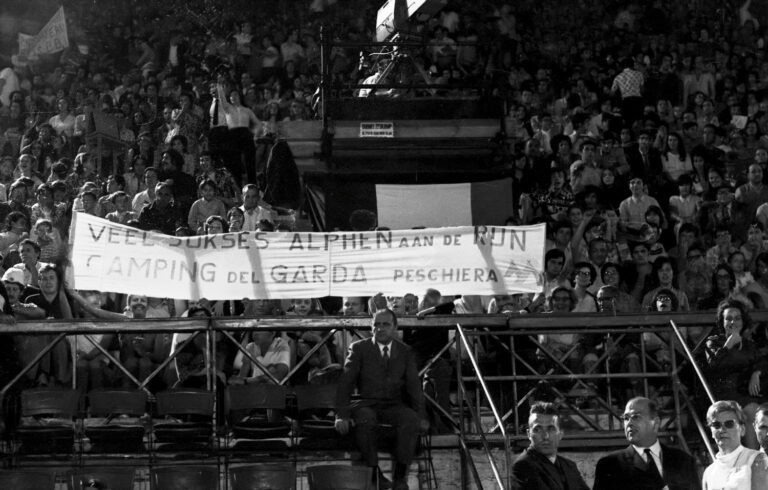 VEEL SUKSES ALPHEN AAN DE RIJN
CAMPING DEL GARDA PESCHIERA